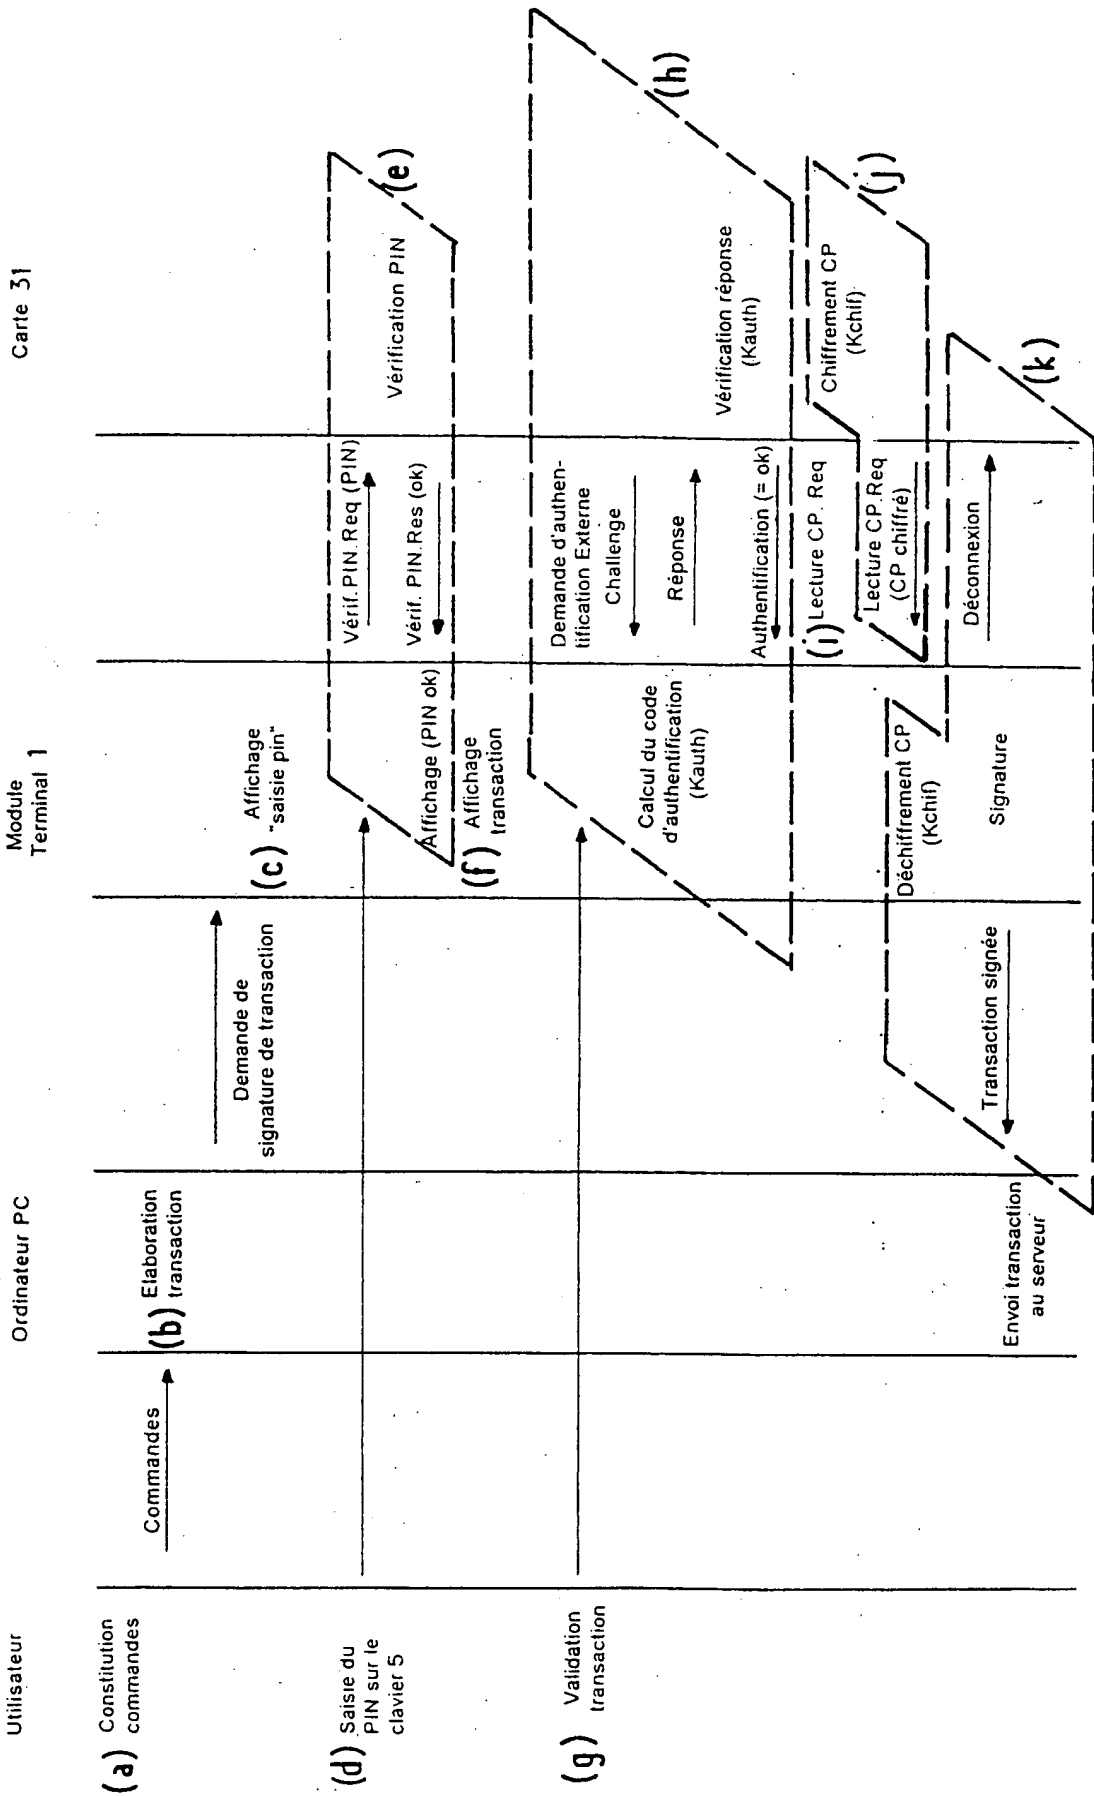 Utilisateur
Ordinateur PC
Module
Terminal 1
Carte 31
(a) Constitution
commandes
Commandes
(b) Elaboration
transaction
Demande de
signature de transaction
(c) Affichage
"saisie pin"
(d) Saisie du
PIN sur le
clavier 5
Vérif.PIN.Req (PIN)
Vérification PIN
(e)
Vérif. PIN.Res (ok)
Affichage (PIN ok)
(f) Affichage
transaction
(g) Validation
transaction
Demande d'authen-
tification Externe
Challenge
(h)
Calcul du code
d'authentification
(Kauth)
Réponse
Vérification réponse
(Kauth)
Authentification (= ok)
(i) Lecture CP. Req
Chiffrement CP
(Kchif)
(j)
Lecture CP.Req
(CP chiffré)
Déchiffrement CP
(Kchif)
Déconnexion
(k)
Signature
Transaction signée
Envoi transaction
au serveur